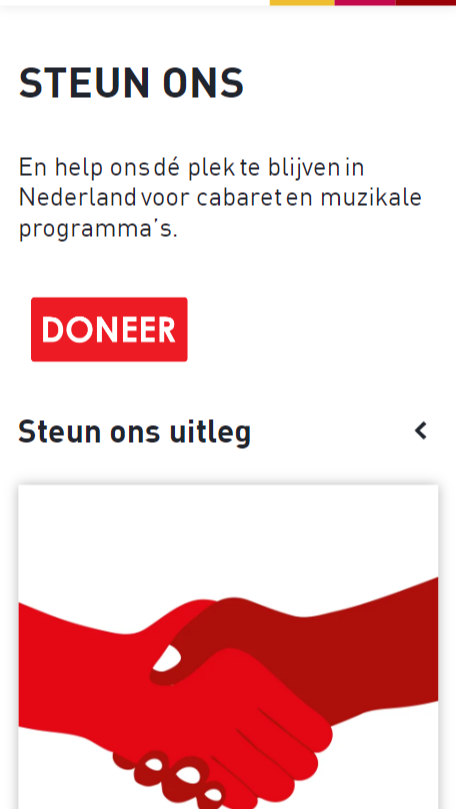 STEUN ONS
En help ons dé plek te blijven in
Nederland voor cabaret en muzikale
programma's.
DONEER
Steun ons uitleg